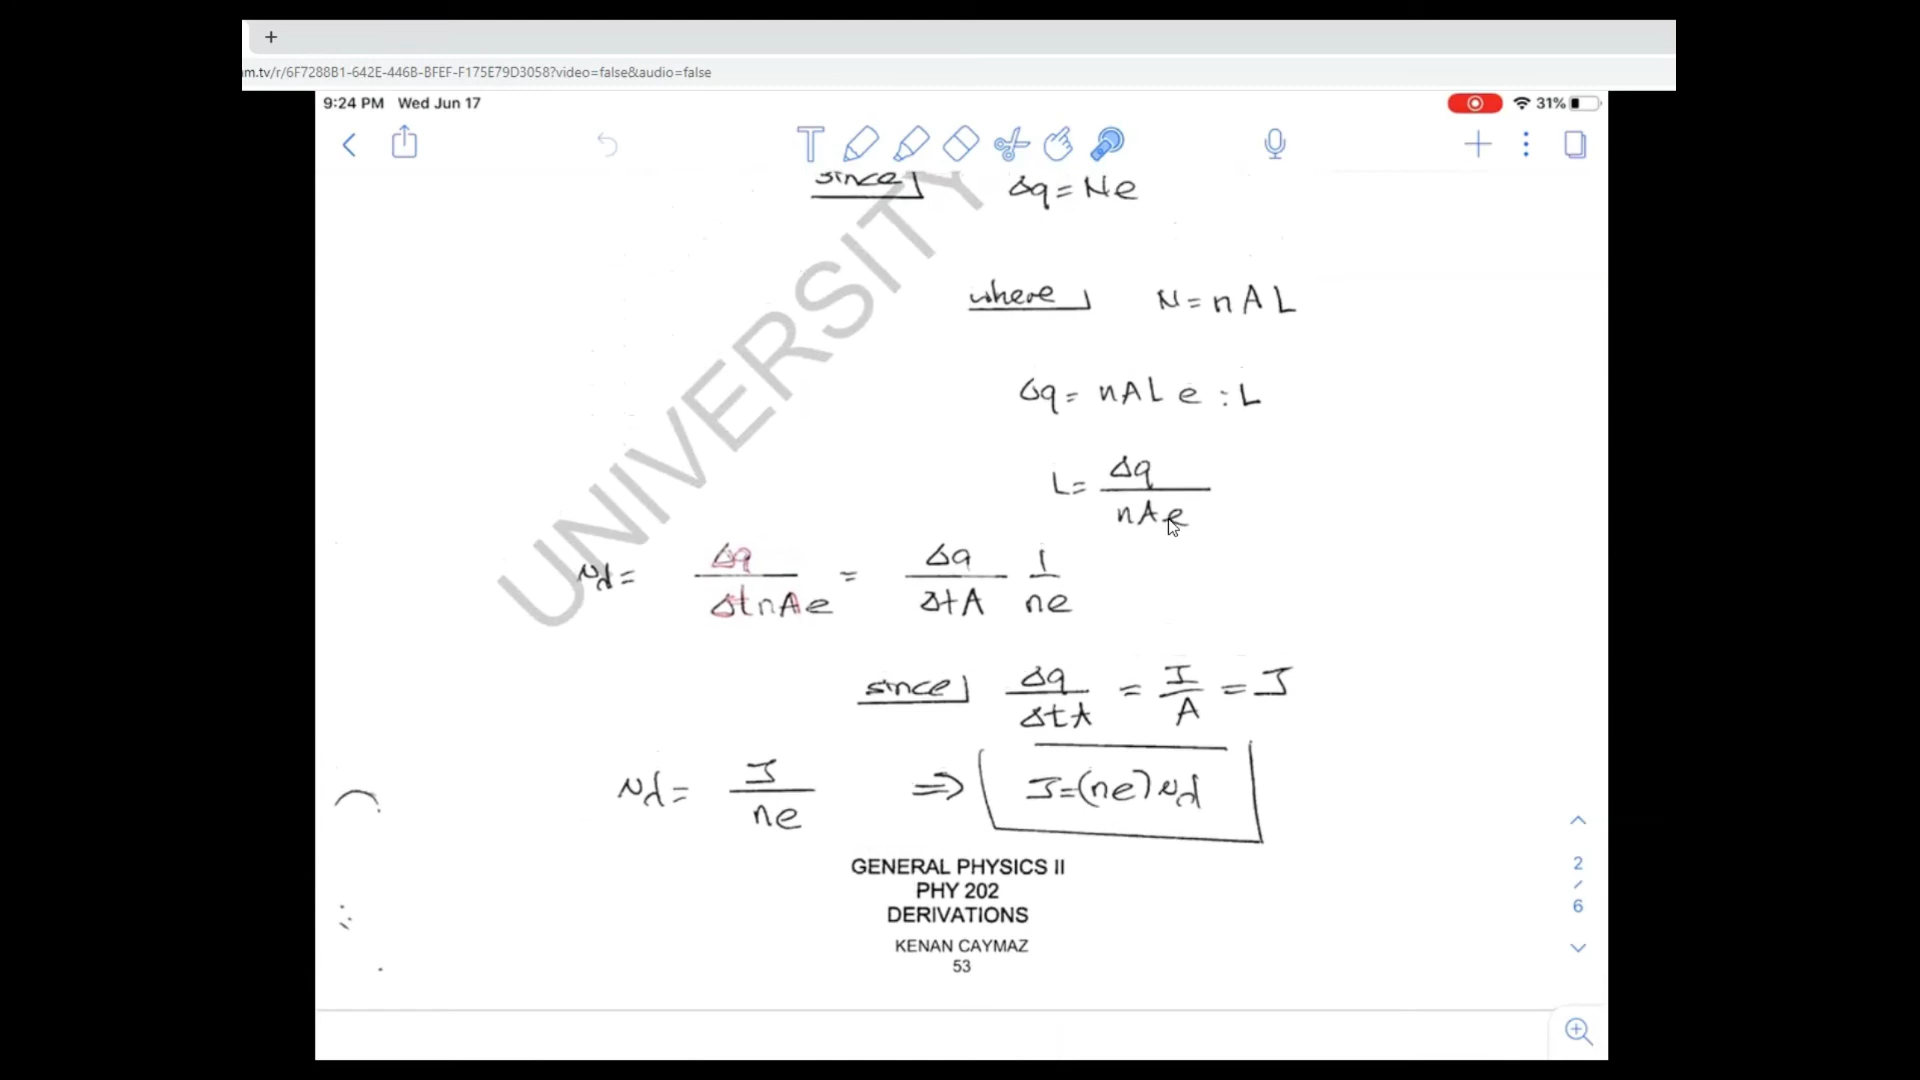 +
m.tv/r/6F7288B1-642E-446B-BFEF-F175E79D3058?video=false&audio=false
9:24 PM Wed Jun 17
31%
T
since Δq = Ne
UNIVERSITY
where N = nAL
Δq = nAL e : L
L = Δq / nAe
vd = Δq / ΔtnAe = Δq / ΔtA 1 / ne
since Δq / ΔtA = I / A = J
vd = J / ne ⇒ J = (ne) vd
GENERAL PHYSICS II
PHY 202
DERIVATIONS
KENAN CAYMAZ
53
2
/
6